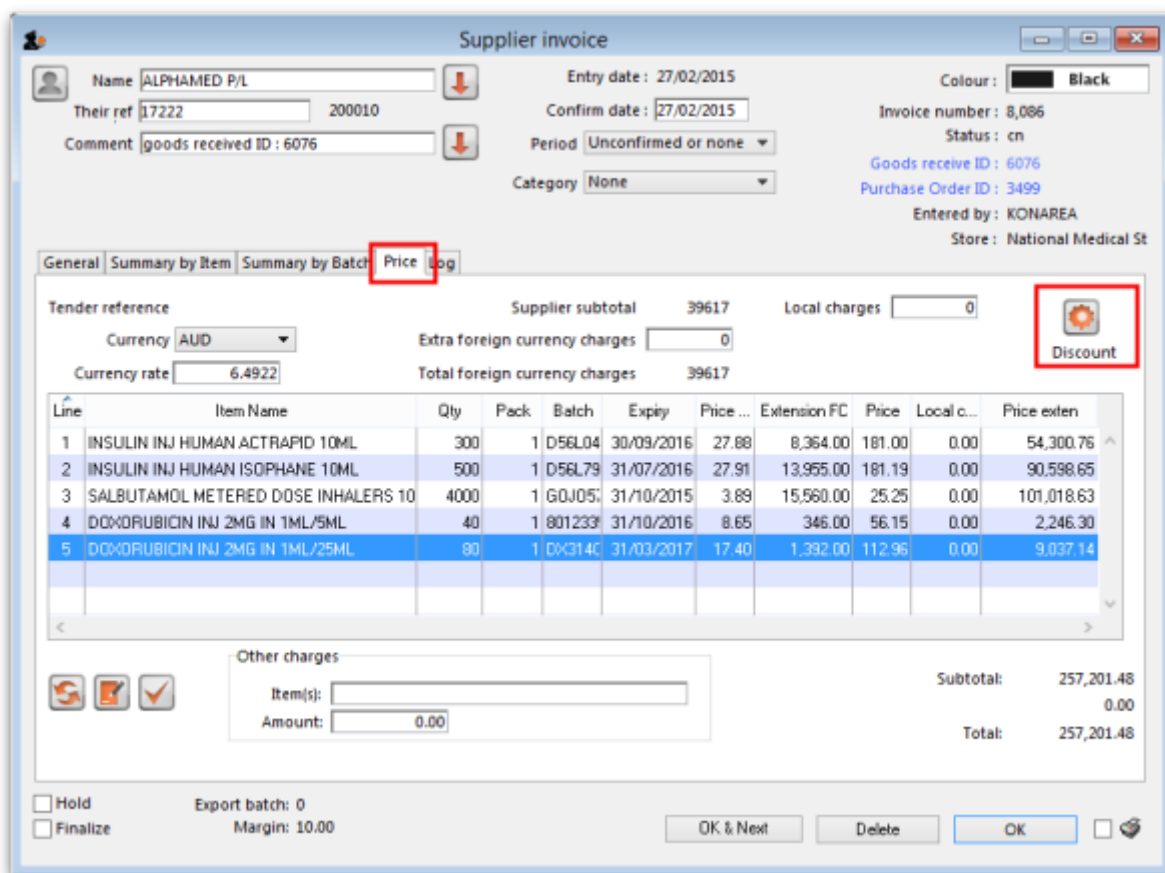 Supplier invoice
Name ALPHAMED P/L Entry date : 27/02/2015 Colour : Black
Their ref 17222 200010 Confirm date : 27/02/2015 Invoice number : 8,086
Comment goods received ID : 6076 Period Unconfirmed or none Status : cn
Goods receive ID : 6076
Category None Purchase Order ID : 3499
Entered by : KONAREA
Store : National Medical St
General Summary by Item Summary by Batch Price Log
Tender reference Supplier subtotal 39617 Local charges 0
Currency AUD Extra foreign currency charges 0 Discount
Currency rate 6.4922 Total foreign currency charges 39617
Line Item Name Qty Pack Batch Expiry Price ... Extension FC Price Local c... Price exten
1 INSULIN INJ HUMAN ACTRAPID 10ML 300 1 D56L04 30/09/2016 27.88 8,364.00 181.00 0.00 54,300.76
2 INSULIN INJ HUMAN ISOPHANE 10ML 500 1 D56L79 31/07/2016 27.91 13,955.00 181.19 0.00 90,598.65
3 SALBUTAMOL METERED DOSE INHALERS 10 4000 1 31/10/2015 3.89 15,560.00 25.25 0.00 101,018.63
4 DOXORUBICIN INJ 2MG IN 1ML/5ML 40 1 31/10/2016 8.65 346.00 56.15 0.00 2,246.30
5 DOXORUBICIN INJ 2MG IN 1ML/25ML 80 1 DX314C 31/03/2017 17.40 1,392.00 112.96 0.00 9,037.14
Other charges
Item(s): Subtotal: 257,201.48
0.00
Amount: 0.00 Total: 257,201.48
Hold Export batch: 0
Finalize Margin: 10.00 OK & Next Delete OK